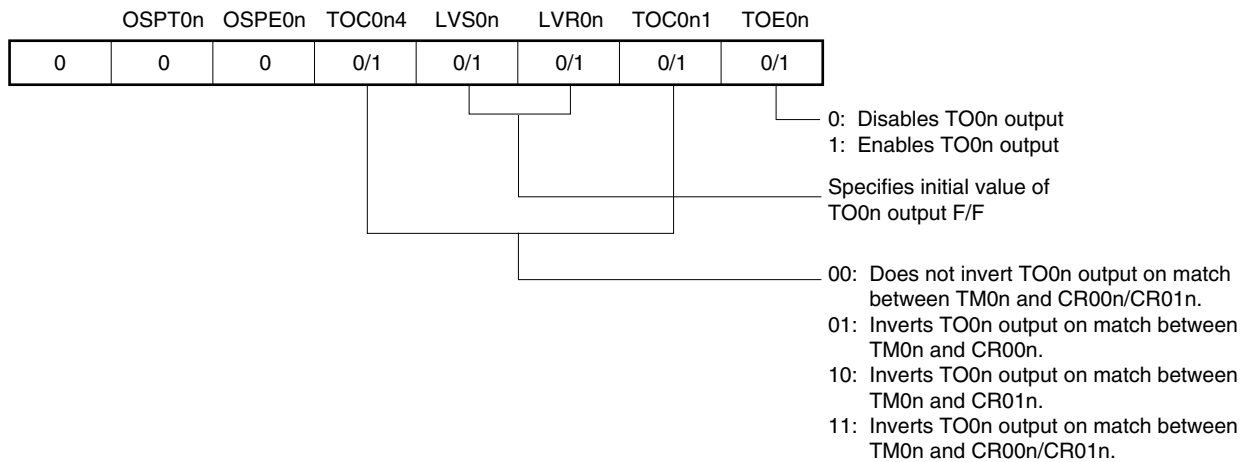 OSPT0n OSPE0n TOC0n4 LVS0n LVR0n TOC0n1 TOE0n
0 0 0 0/1 0/1 0/1 0/1 0/1
0: Disables TO0n output
1: Enables TO0n output
Specifies initial value of
TO0n output F/F
00: Does not invert TO0n output on match
between TM0n and CR00n/CR01n.
01: Inverts TO0n output on match between
TM0n and CR00n.
10: Inverts TO0n output on match between
TM0n and CR01n.
11: Inverts TO0n output on match between
TM0n and CR00n/CR01n.